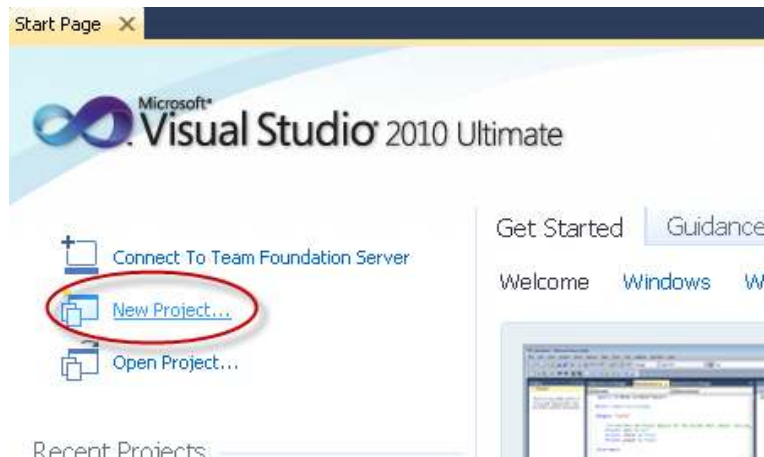 Start Page
Microsoft®
Visual Studio® 2010 Ultimate
Connect To Team Foundation Server
New Project...
Open Project...
Recent Projects
Get Started Guidance
Welcome Windows W